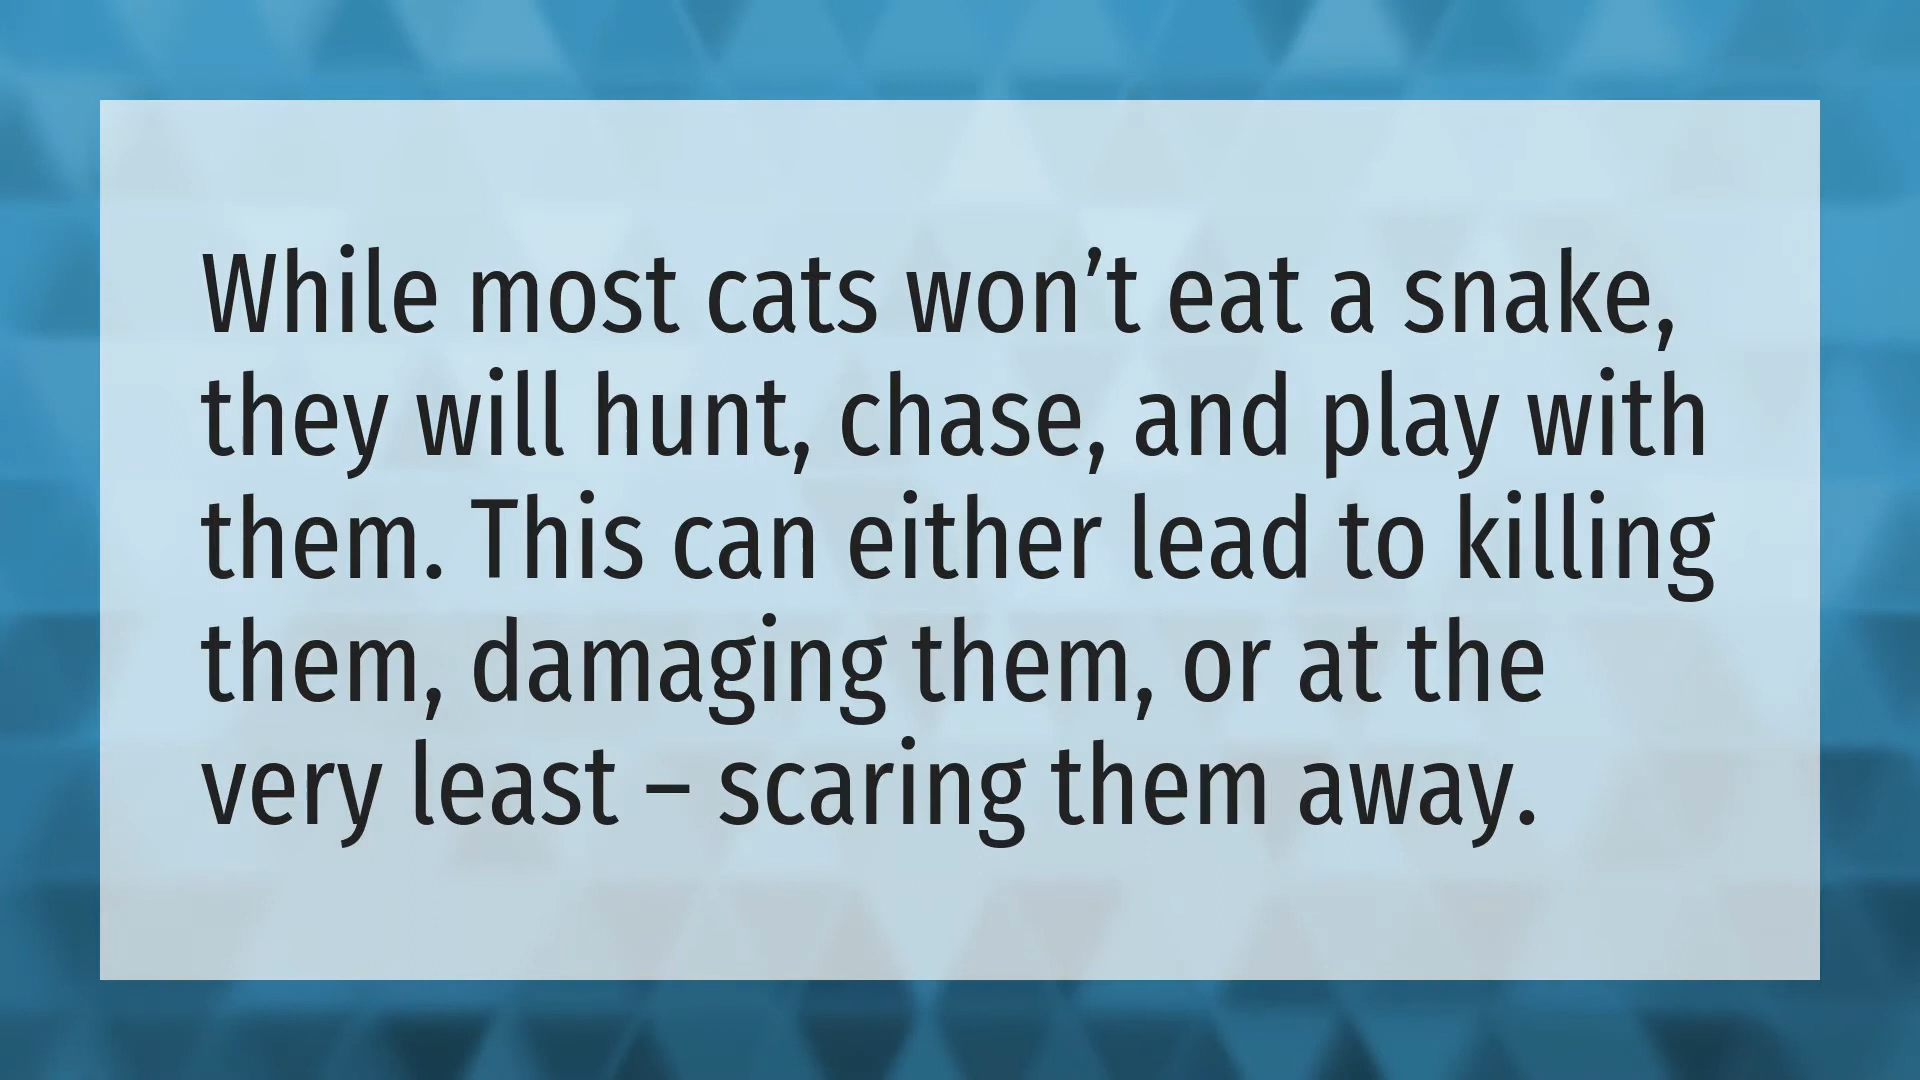 While most cats won’t eat a snake,
they will hunt, chase, and play with
them. This can either lead to killing
them, damaging them, or at the
very least – scaring them away.